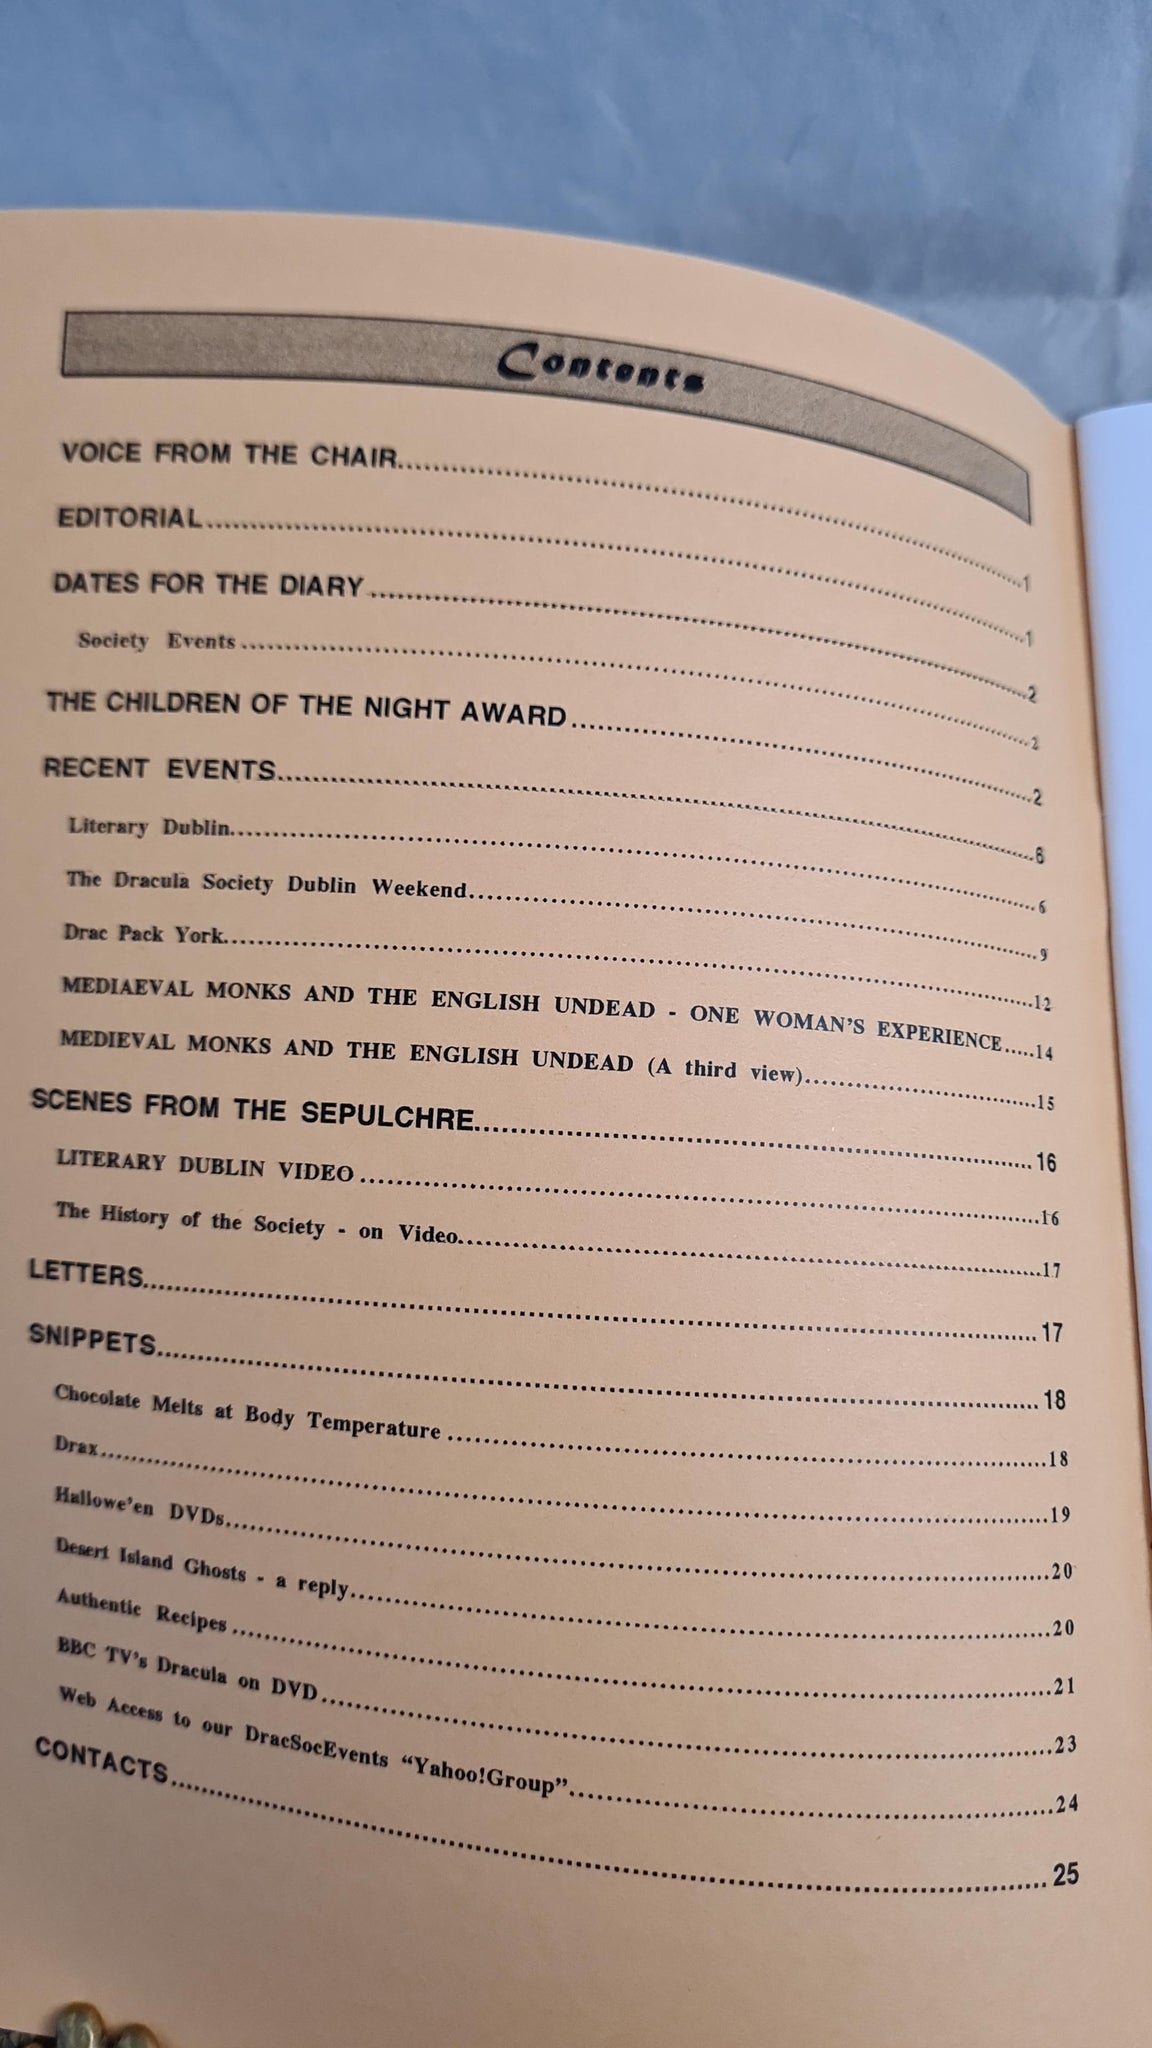 Contents
VOICE FROM THE CHAIR..........1
EDITORIAL..........1
DATES FOR THE DIARY..........2
Society Events..........2
THE CHILDREN OF THE NIGHT AWARD..........2
RECENT EVENTS..........6
Literary Dublin..........6
The Dracula Society Dublin Weekend..........9
Drac Pack York..........12
MEDIAEVAL MONKS AND THE ENGLISH UNDEAD - ONE WOMAN'S EXPERIENCE.....14
MEDIEVAL MONKS AND THE ENGLISH UNDEAD (A third view)..........15
SCENES FROM THE SEPULCHRE..........16
LITERARY DUBLIN VIDEO..........16
The History of the Society - on Video..........17
LETTERS..........17
SNIPPETS..........18
Chocolate Melts at Body Temperature..........18
Drax..........19
Hallowe'en DVDs..........20
Desert Island Ghosts - a reply..........20
Authentic Recipes..........21
BBC TV's Dracula on DVD..........23
Web Access to our DracSocEvents “Yahoo!Group”..........24
CONTACTS..........25